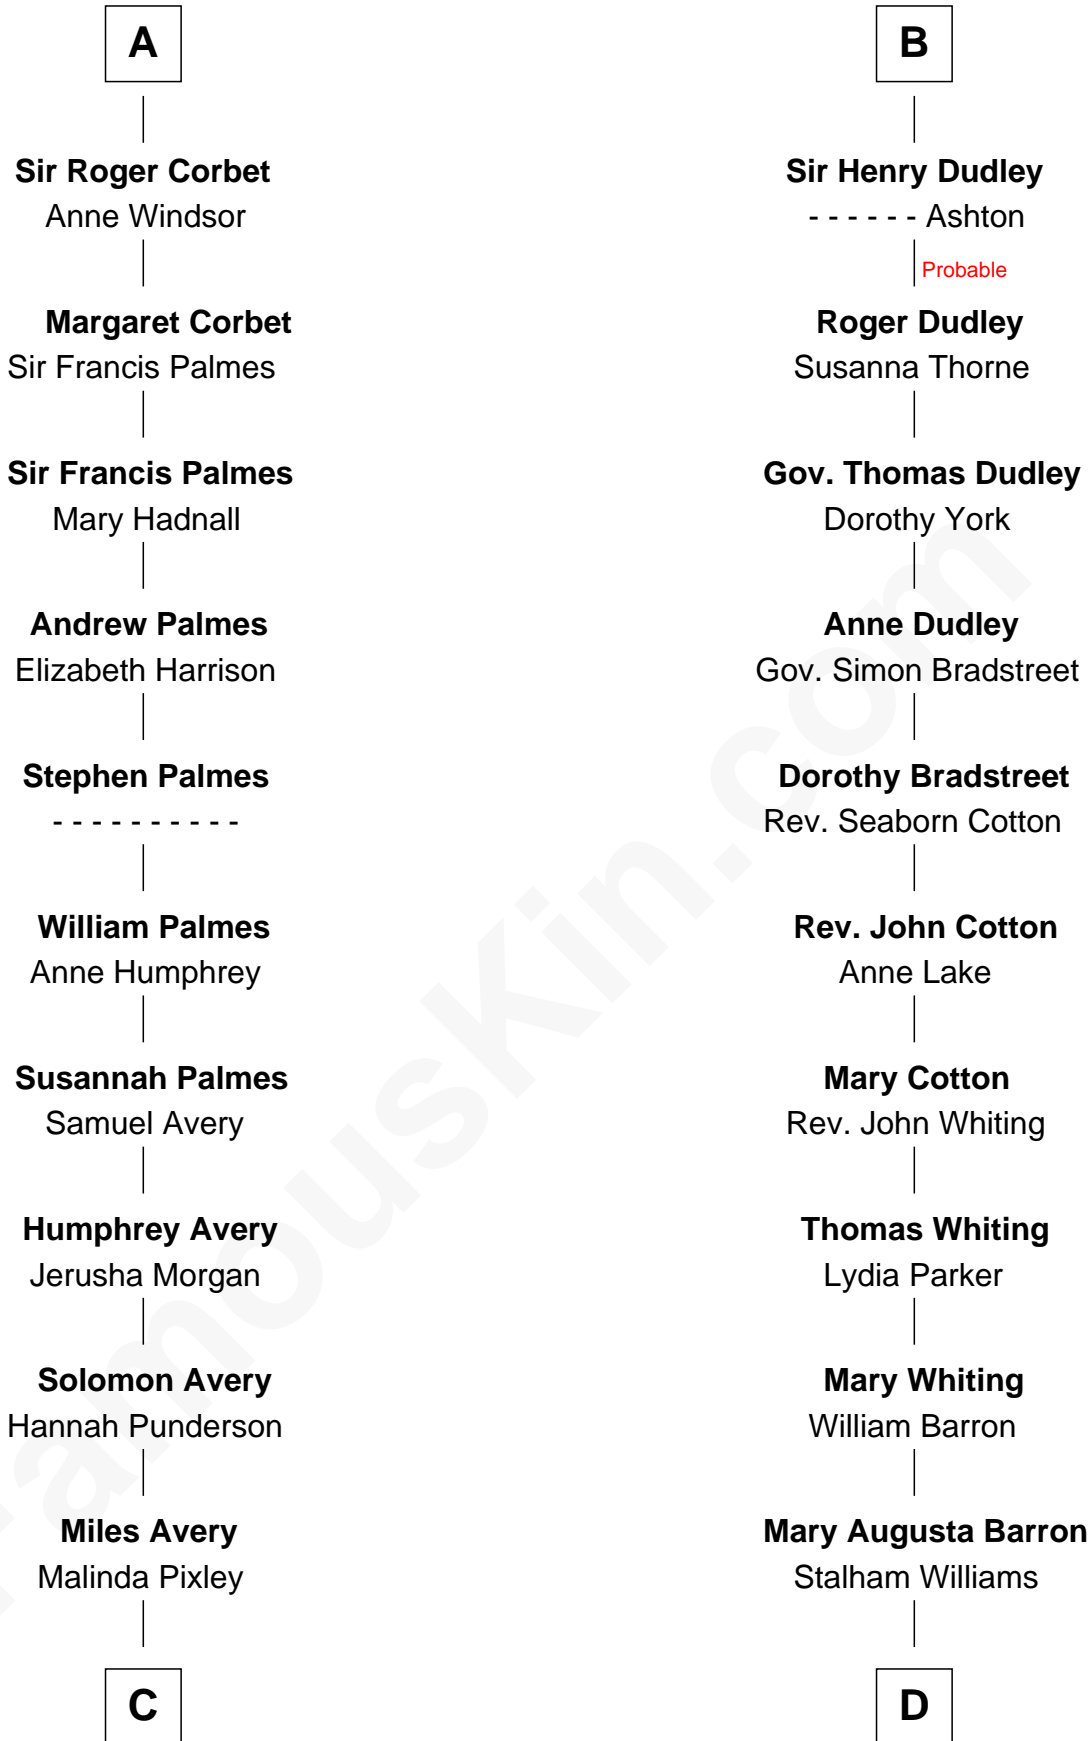 A
Sir Roger Corbet
Anne Windsor
Margaret Corbet
Sir Francis Palmes
Sir Francis Palmes
Mary Hadnall
Andrew Palmes
Elizabeth Harrison
Stephen Palmes
- - - - - - - - - -
William Palmes
Anne Humphrey
Susannah Palmes
Samuel Avery
Humphrey Avery
Jerusha Morgan
Solomon Avery
Hannah Punderson
Miles Avery
Malinda Pixley
C
B
Sir Henry Dudley
- - - - - - Ashton
Probable
Roger Dudley
Susanna Thorne
Gov. Thomas Dudley
Dorothy York
Anne Dudley
Gov. Simon Bradstreet
Dorothy Bradstreet
Rev. Seaborn Cotton
Rev. John Cotton
Anne Lake
Mary Cotton
Rev. John Whiting
Thomas Whiting
Lydia Parker
Mary Whiting
William Barron
Mary Augusta Barron
Stalham Williams
D
FamousKin.com